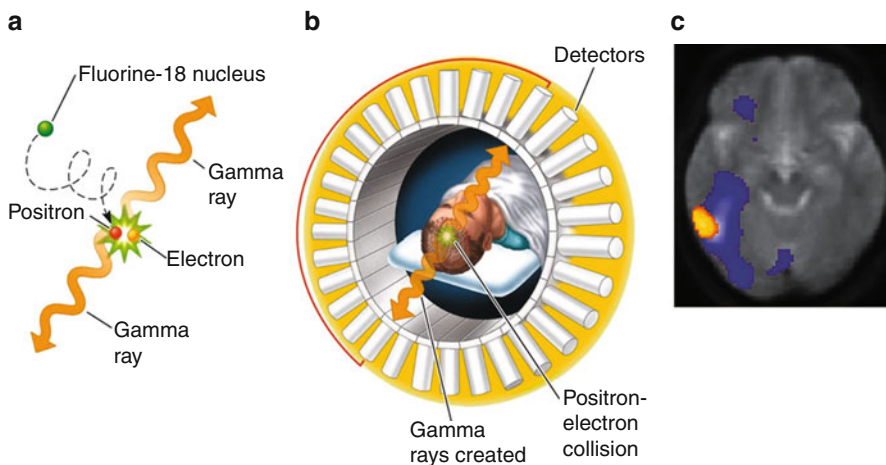 a
Fluorine-18 nucleus
Gamma
ray
Positron
Electron
Gamma
ray
b
Detectors
Gamma
rays created
Positron-
electron
collision
c